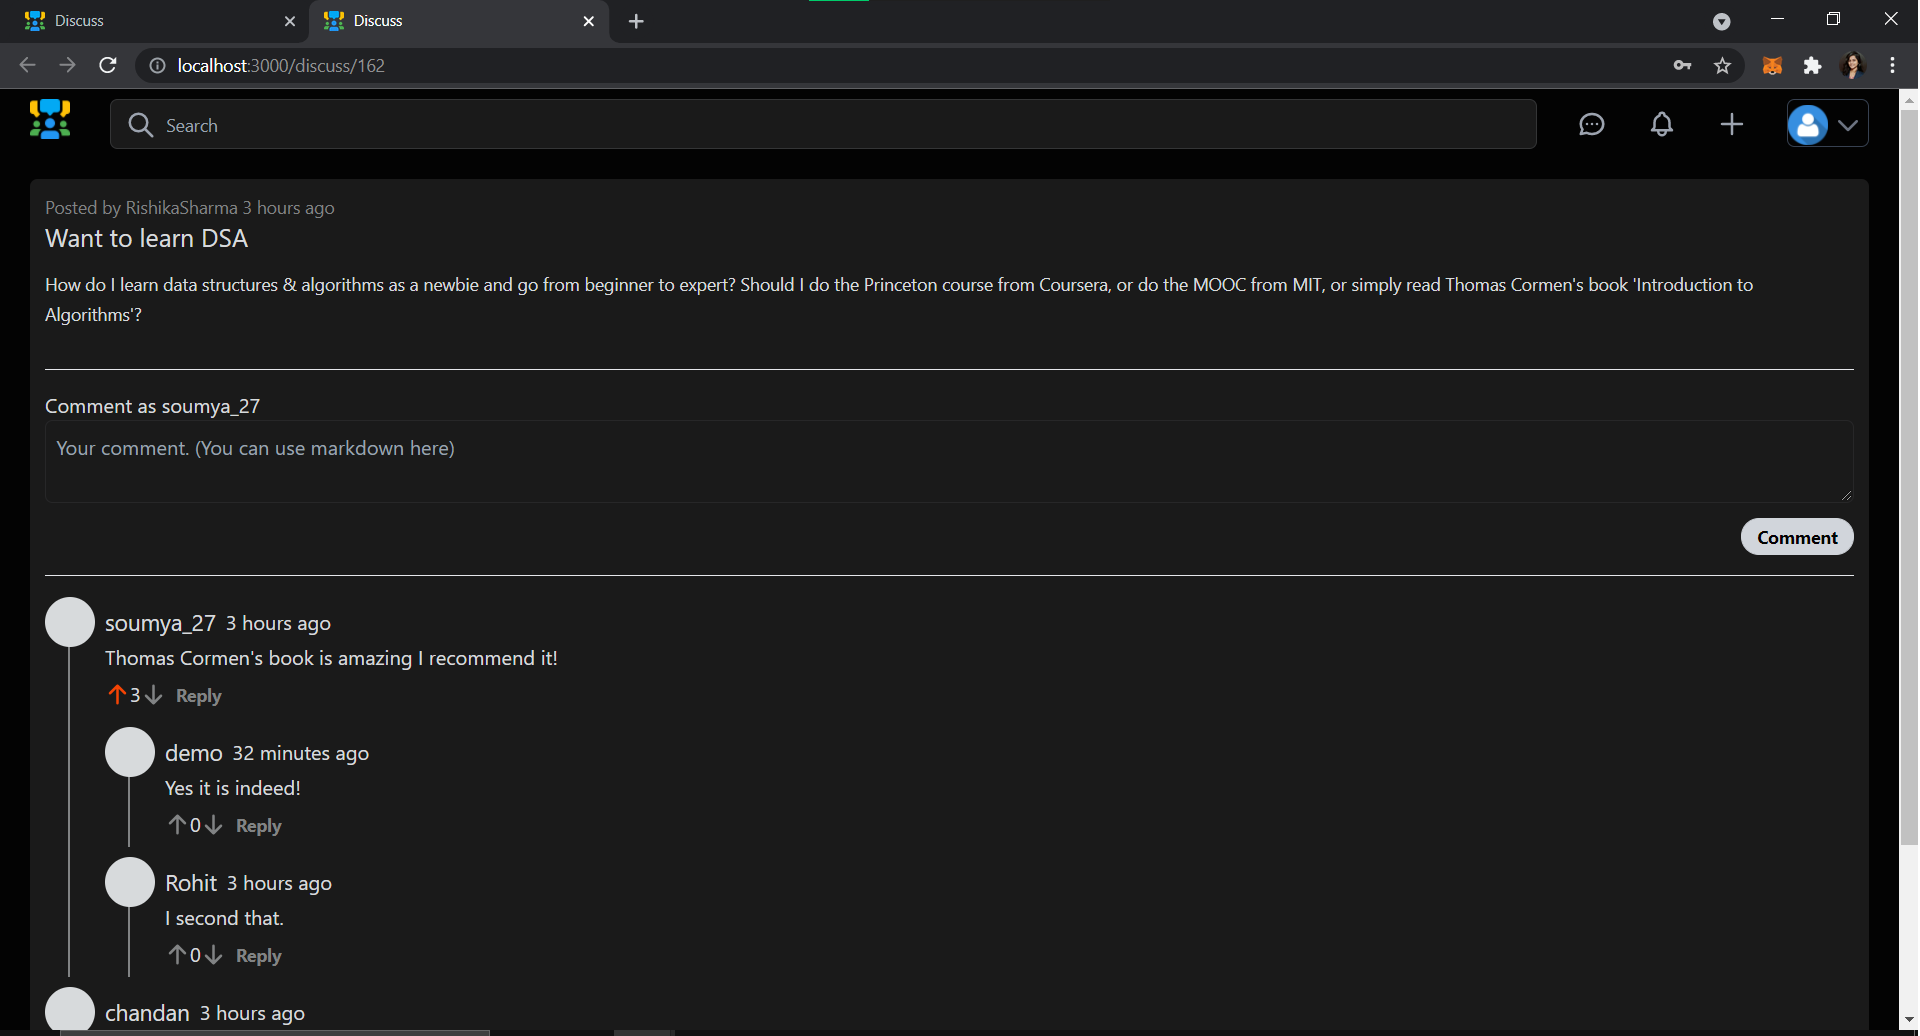 Discuss
Discuss
localhost:3000/discuss/162
Search
Posted by RishikaSharma 3 hours ago
Want to learn DSA
How do I learn data structures & algorithms as a newbie and go from beginner to expert? Should I do the Princeton course from Coursera, or do the MOOC from MIT, or simply read Thomas Cormen's book 'Introduction to
Algorithms'?
Comment as soumya_27
Your comment. (You can use markdown here)
Comment
soumya_27 3 hours ago
Thomas Cormen's book is amazing I recommend it!
3 Reply
demo 32 minutes ago
Yes it is indeed!
0 Reply
Rohit 3 hours ago
I second that.
0 Reply
chandan 3 hours ago